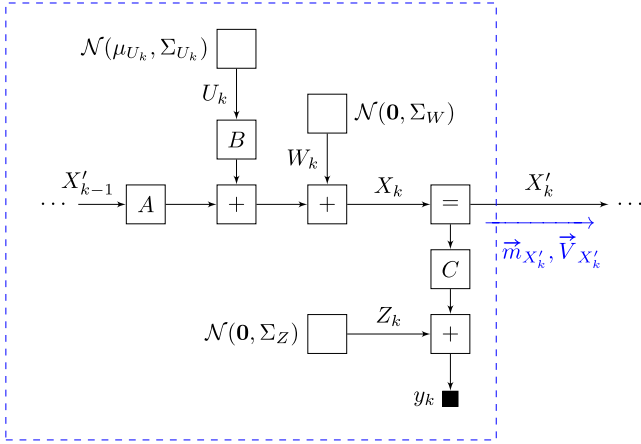 𝒩(μ_{U_k}, Σ_{U_k})
U_k
𝒩(𝟎, Σ_W)
B
W_k
X′_{k−1}
X_k
X′_k
⋯ A + + = ⋯
m⃗_{X′_k}, V⃗_{X′_k}
C
𝒩(𝟎, Σ_Z)
Z_k
+
y_k